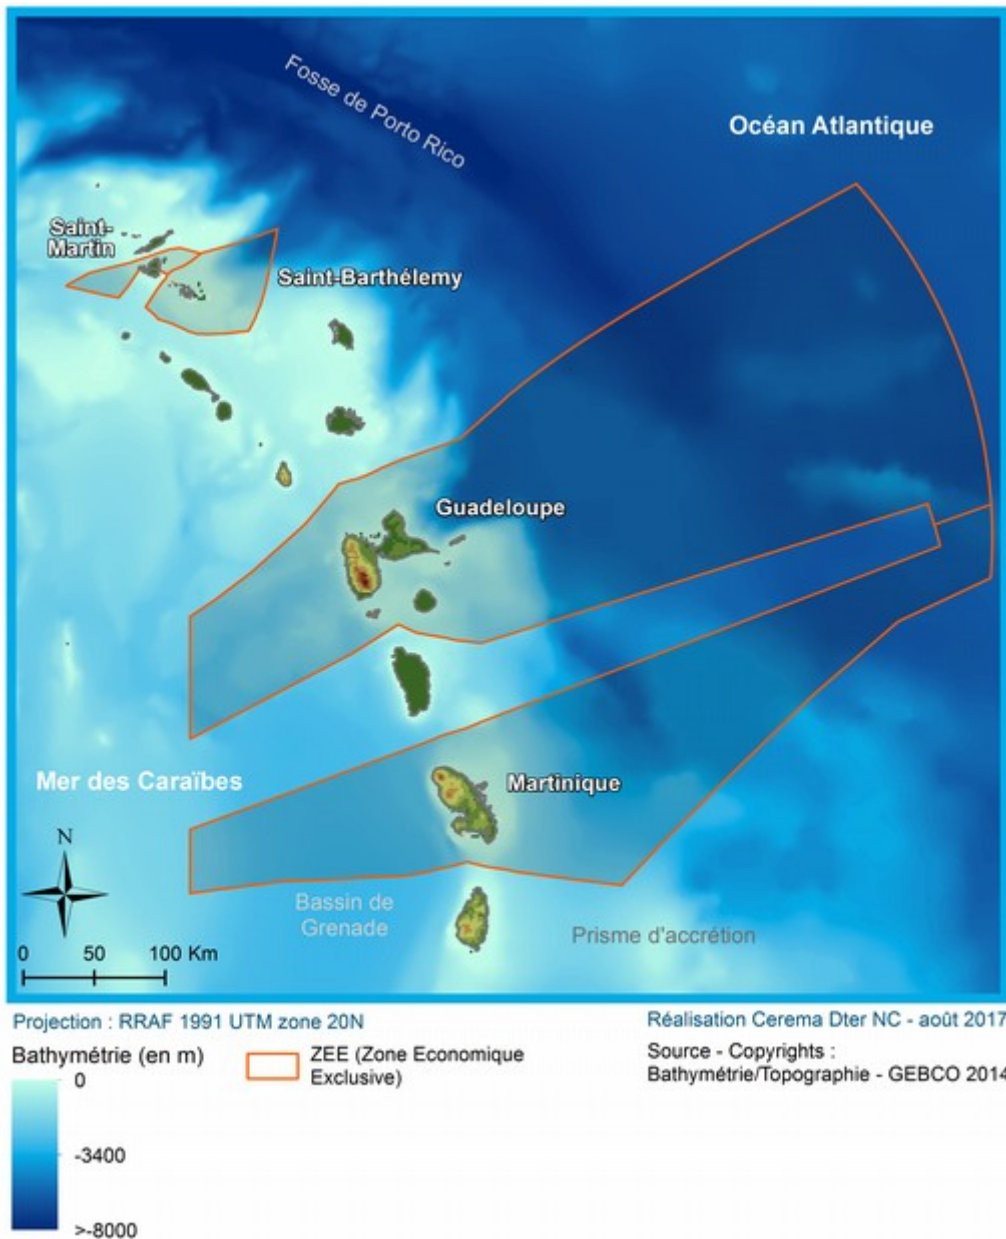 Fosse de Porto Rico
Océan Atlantique
Saint-
Martin
Saint-Barthélemy
Guadeloupe
Mer des Caraïbes
Martinique
N
Bassin de
Grenade
Prisme d'accrétion
0 50 100 Km
Projection : RRAF 1991 UTM zone 20N
Réalisation Cerema Dter NC - août 2017
Bathymétrie (en m)
0
-3400
>-8000
ZEE (Zone Economique
Exclusive)
Source - Copyrights :
Bathymétrie/Topographie - GEBCO 2014